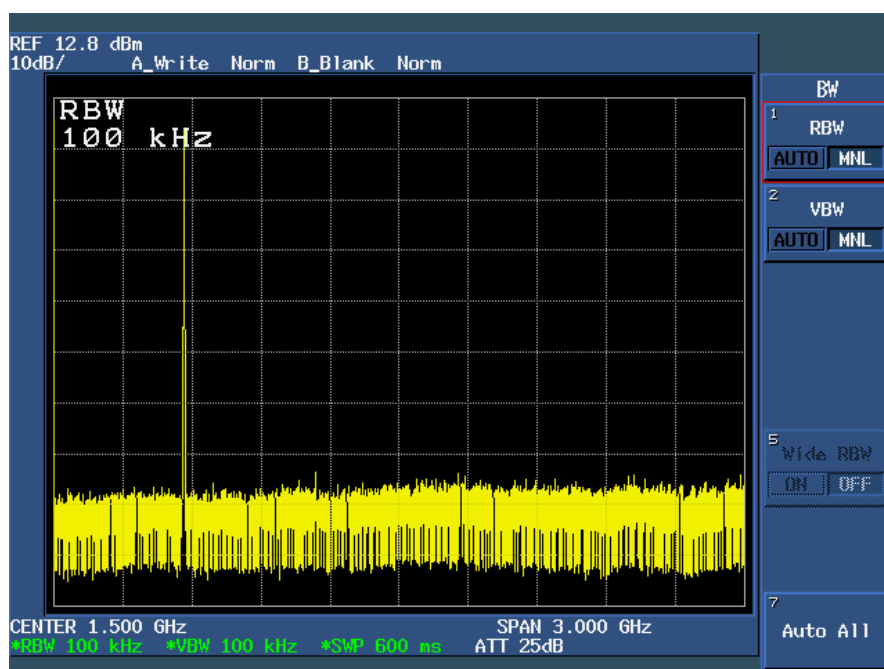 REF 12.8 dBm
10dB/ A_Write Norm B_Blank Norm
RBW
100 kHz
BW
1
RBW
AUTO MNL
2
VBW
AUTO MNL
5
Wide RBW
ON OFF
7
Auto All
CENTER 1.500 GHz SPAN 3.000 GHz
*RBW 100 kHz *VBW 100 kHz *SWP 600 ms ATT 25dB